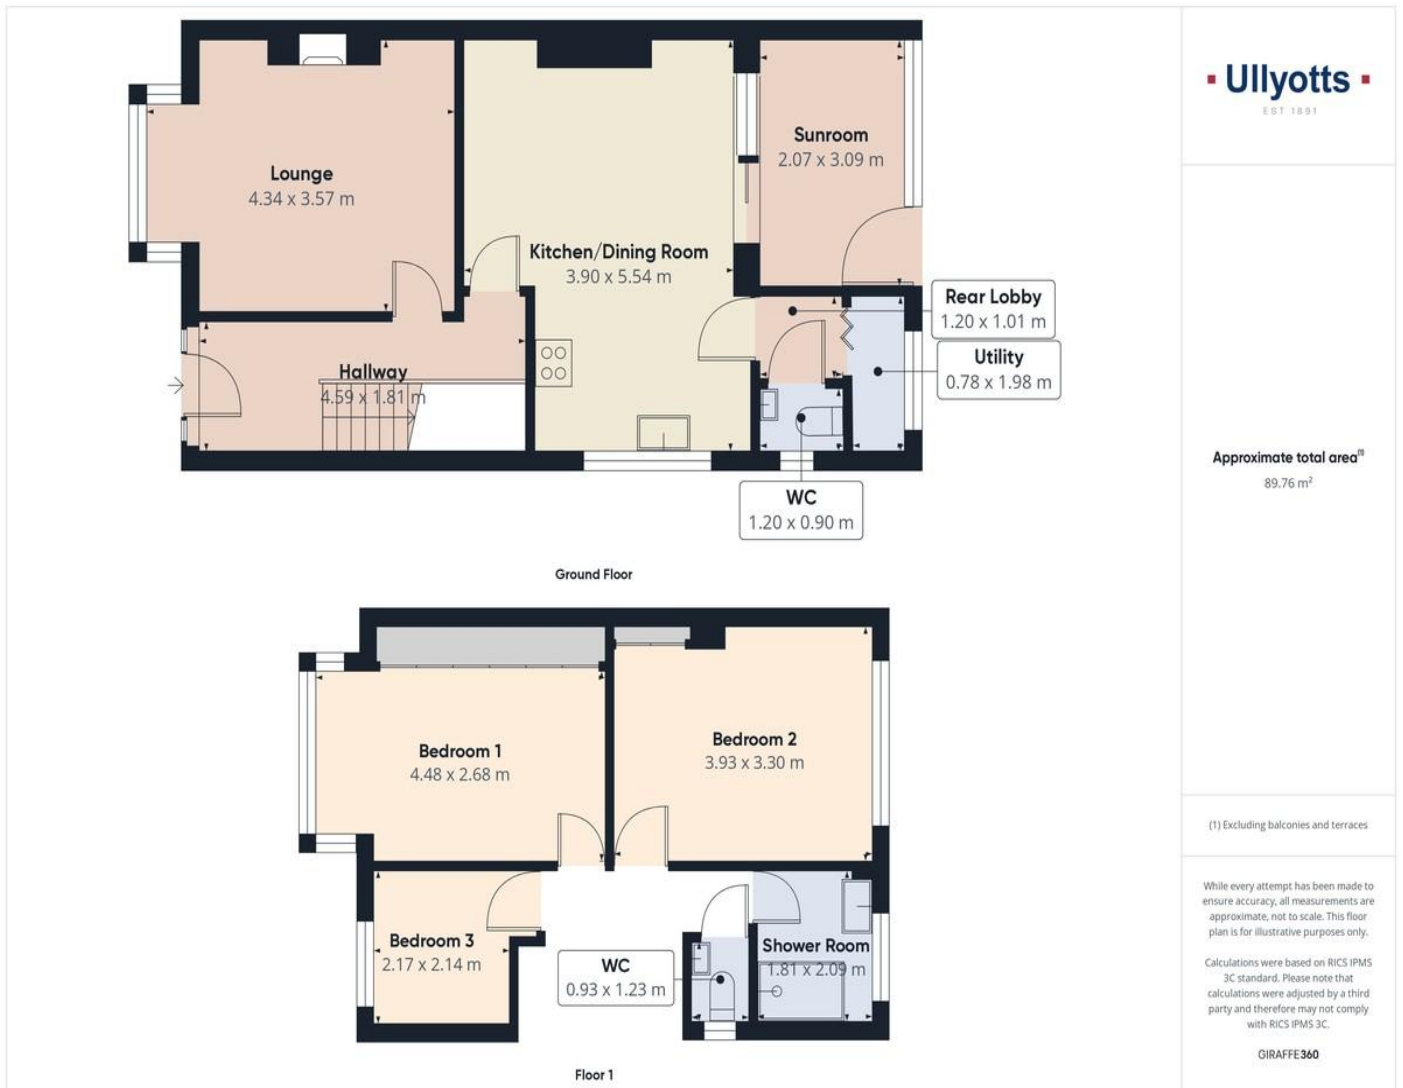 Lounge
4.34 x 3.57 m
Kitchen/Dining Room
3.90 x 5.54 m
Sunroom
2.07 x 3.09 m
Rear Lobby
1.20 x 1.01 m
Utility
0.78 x 1.98 m
Hallway
4.59 x 1.81 m
WC
1.20 x 0.90 m
Ground Floor
Bedroom 1
4.48 x 2.68 m
Bedroom 2
3.93 x 3.30 m
Bedroom 3
2.17 x 2.14 m
WC
0.93 x 1.23 m
Shower Room
1.81 x 2.09 m
Floor 1
Ullyotts
EST 1891
Approximate total area(1)
89.76 m²
(1) Excluding balconies and terraces
While every attempt has been made to
ensure accuracy, all measurements are
approximate, not to scale. This floor
plan is for illustrative purposes only.
Calculations were based on RICS IPMS
3C standard. Please note that
calculations were adjusted by a third
party and therefore may not comply
with RICS IPMS 3C.
GIRAFFE360